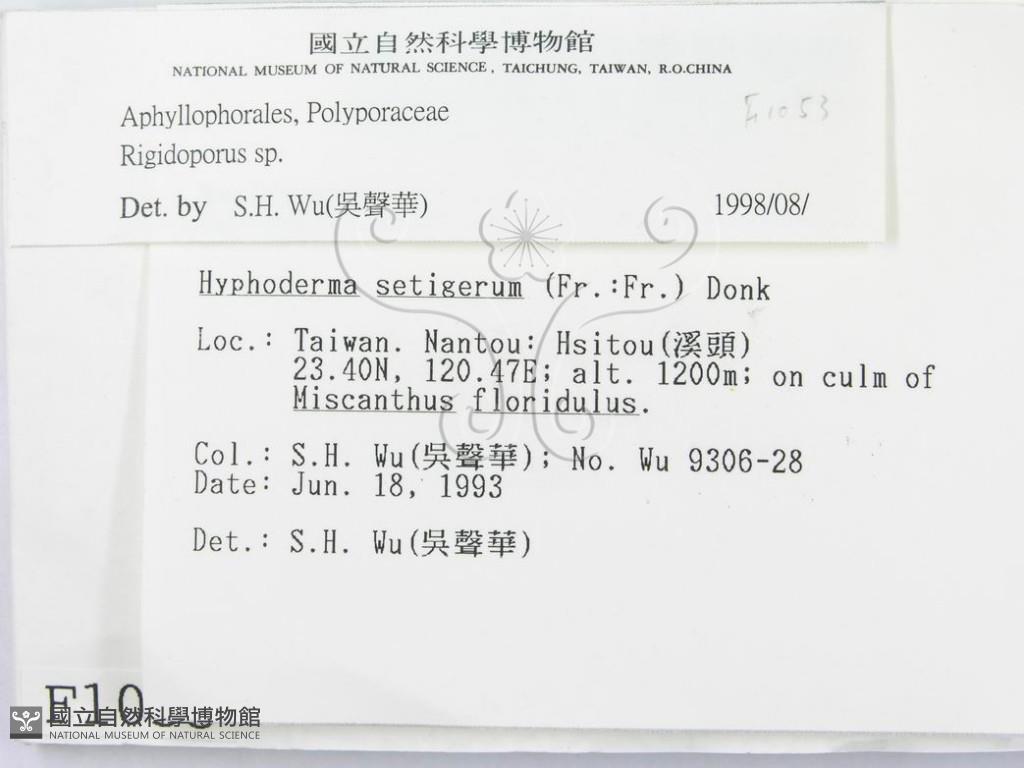 國立自然科學博物館
NATIONAL MUSEUM OF NATURAL SCIENCE, TAICHUNG, TAIWAN, R.O.CHINA
Aphyllophorales, Polyporaceae
F1053
Rigidoporus sp.
Det. by S.H. Wu(吳聲華) 1998/08/
Hyphoderma setigerum (Fr.:Fr.) Donk
Loc.: Taiwan. Nantou: Hsitou(溪頭)
23.40N, 120.47E; alt. 1200m; on culm of
Miscanthus floridulus.
Col.: S.H. Wu(吳聲華); No. Wu 9306-28
Date: Jun. 18, 1993
Det.: S.H. Wu(吳聲華)
國立自然科學博物館
NATIONAL MUSEUM OF NATURAL SCIENCE